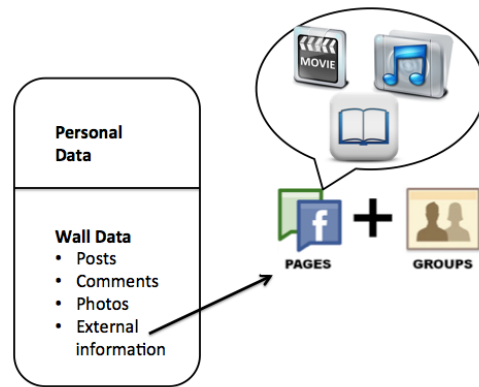 MOVIE
Personal
Data
Wall Data
• Posts
• Comments
• Photos
• External
information
f
+
PAGES
GROUPS